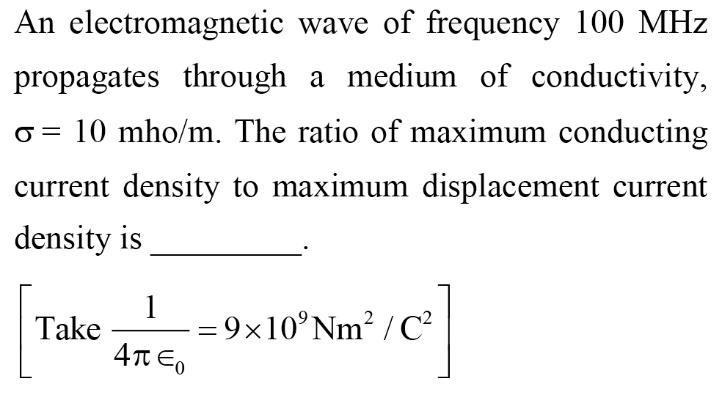 An electromagnetic wave of frequency 100 MHz
propagates through a medium of conductivity,
σ = 10 mho/m. The ratio of maximum conducting
current density to maximum displacement current
density is _________.
[Take 1/(4π∈₀) = 9×10⁹ Nm² / C²]